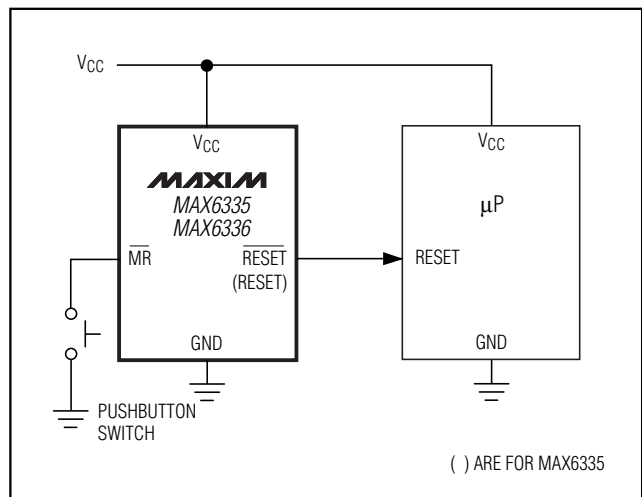 VCC
VCC
MAXIM
MAX6335
MAX6336
MR
RESET
(RESET)
GND
PUSHBUTTON
SWITCH
VCC
μP
RESET
GND
( ) ARE FOR MAX6335